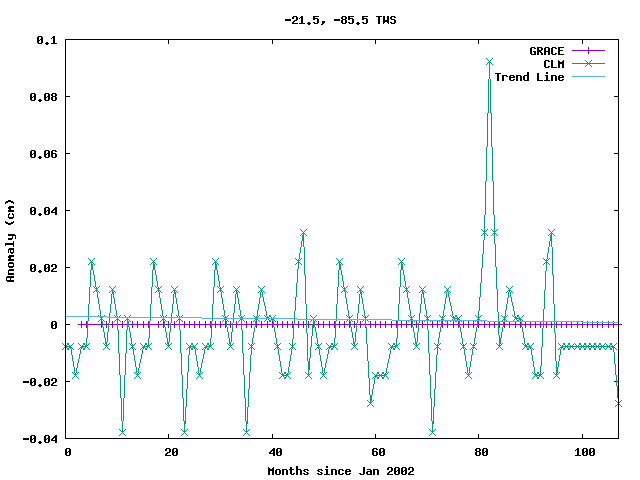 -21.5, -85.5 TWS
GRACE
CLM
Trend Line
0.1
0.08
0.06
0.04
0.02
0
-0.02
-0.04
Anomaly (cm)
0 20 40 60 80 100
Months since Jan 2002